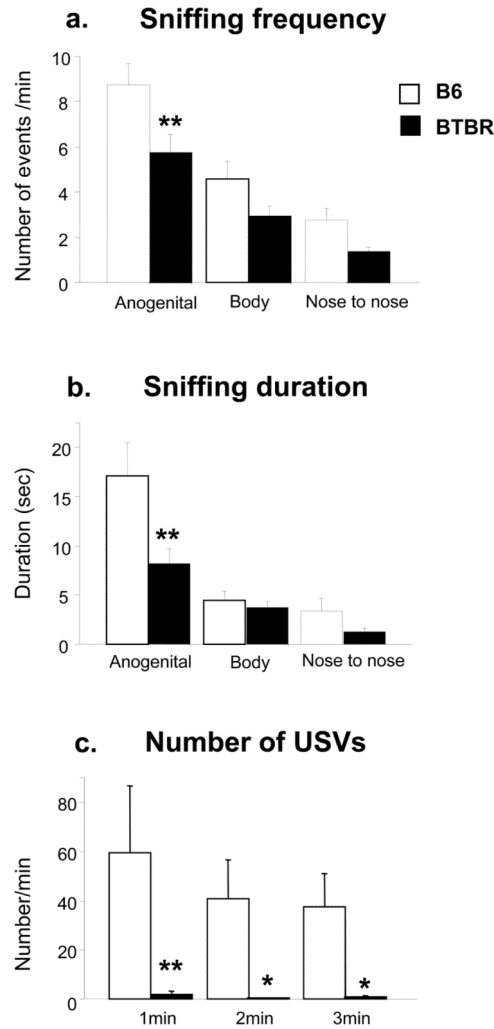 a. Sniffing frequency
Number of events /min
10
8
6
4
2
0
**
B6
BTBR
Anogenital Body Nose to nose
b. Sniffing duration
Duration (sec)
20
15
10
5
0
**
Anogenital Body Nose to nose
c. Number of USVs
Number/min
80
60
40
20
0
** * *
1min 2min 3min